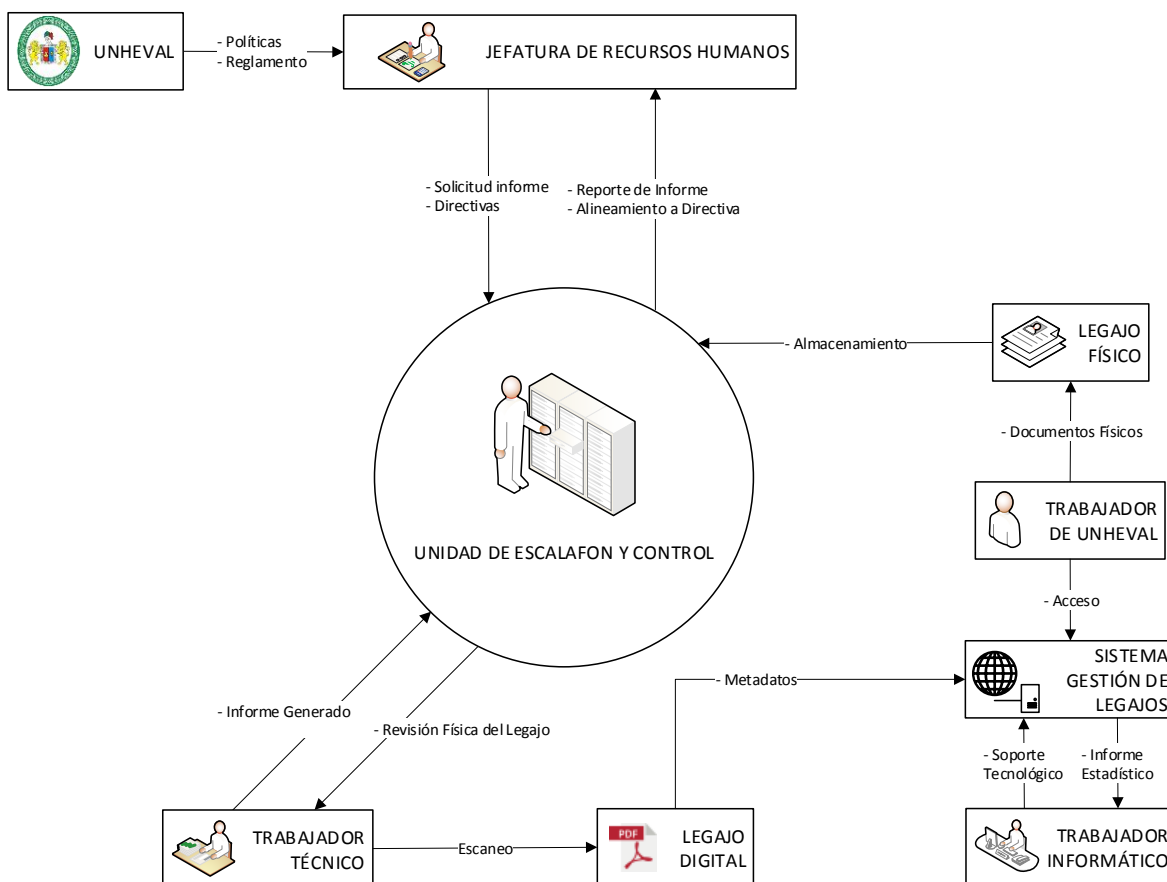 UNHEVAL
- Políticas
- Reglamento
JEFATURA DE RECURSOS HUMANOS
- Solicitud informe
- Directivas
- Reporte de Informe
- Alineamiento a Directiva
- Almacenamiento
LEGAJO
FÍSICO
- Documentos Físicos
TRABAJADOR
DE UNHEVAL
UNIDAD DE ESCALAFON Y CONTROL
- Acceso
SISTEMA
GESTIÓN DE
LEGAJOS
- Metadatos
- Informe Generado
- Revisión Física del Legajo
- Soporte
Tecnológico
- Informe
Estadístico
TRABAJADOR
TÉCNICO
Escaneo
PDF
LEGAJO
DIGITAL
TRABAJADOR
INFORMÁTICO